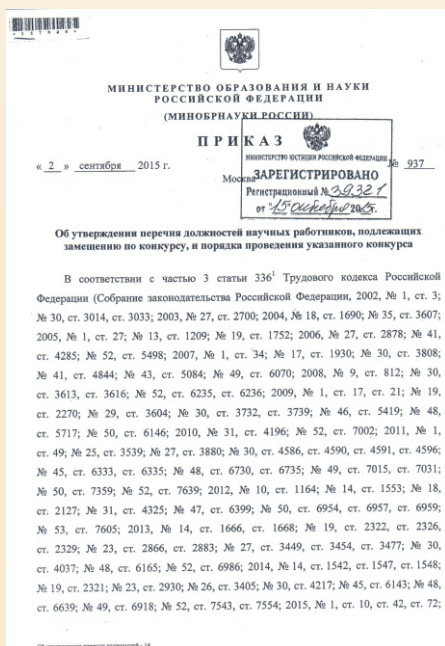 МИНИСТЕРСТВО ОБРАЗОВАНИЯ И НАУКИ
РОССИЙСКОЙ ФЕДЕРАЦИИ
(МИНОБРНАУКИ РОССИИ)
ПРИКАЗ
« 2 » сентября 2015 г.
Москва
№ 937
МИНИСТЕРСТВО ЮСТИЦИИ РОССИЙСКОЙ ФЕДЕРАЦИИ
ЗАРЕГИСТРИРОВАНО
Регистрационный № 39321
от "15 октября 2015г.
Об утверждении перечня должностей научных работников, подлежащих
замещению по конкурсу, и порядка проведения указанного конкурса
В соответствии с частью 3 статьи 336¹ Трудового кодекса Российской
Федерации (Собрание законодательства Российской Федерации, 2002, № 1, ст. 3;
№ 30, ст. 3014, ст. 3033; 2003, № 27, ст. 2700; 2004, № 18, ст. 1690; № 35, ст. 3607;
2005, № 1, ст. 27; № 13, ст. 1209; № 19, ст. 1752; 2006, № 27, ст. 2878; № 41,
ст. 4285; № 52, ст. 5498; 2007, № 1, ст. 34; № 17, ст. 1930; № 30, ст. 3808;
№ 41, ст. 4844; № 43, ст. 5084; № 49, ст. 6070; 2008, № 9, ст. 812; № 30,
ст. 3613, ст. 3616; № 52, ст. 6235, ст. 6236; 2009, № 1, ст. 17, ст. 21; № 19,
ст. 2270; № 29, ст. 3604; № 30, ст. 3732, ст. 3739; № 46, ст. 5419; № 48,
ст. 5717; № 50, ст. 6146; 2010, № 31, ст. 4196; № 52, ст. 7002; 2011, № 1,
ст. 49; № 25, ст. 3539; № 27, ст. 3880; № 30, ст. 4586, ст. 4590, ст. 4591, ст. 4596;
№ 45, ст. 6333, ст. 6335; № 48, ст. 6730, ст. 6735; № 49, ст. 7015, ст. 7031;
№ 50, ст. 7359; № 52, ст. 7639; 2012, № 10, ст. 1164; № 14, ст. 1553; № 18,
ст. 2127; № 31, ст. 4325; № 47, ст. 6399; № 50, ст. 6954, ст. 6957, ст. 6959;
№ 53, ст. 7605; 2013, № 14, ст. 1666, ст. 1668; № 19, ст. 2322, ст. 2326,
ст. 2329; № 23, ст. 2866, ст. 2883; № 27, ст. 3449, ст. 3454, ст. 3477; № 30,
ст. 4037; № 48, ст. 6165; № 52, ст. 6986; 2014, № 14, ст. 1542, ст. 1547, ст. 1548;
№ 19, ст. 2321; № 23, ст. 2930; № 26, ст. 3405; № 30, ст. 4217; № 45, ст. 6143; № 48,
ст. 6639; № 49, ст. 6918; № 52, ст. 7543, ст. 7554; 2015, № 1, ст. 10, ст. 42, ст. 72;